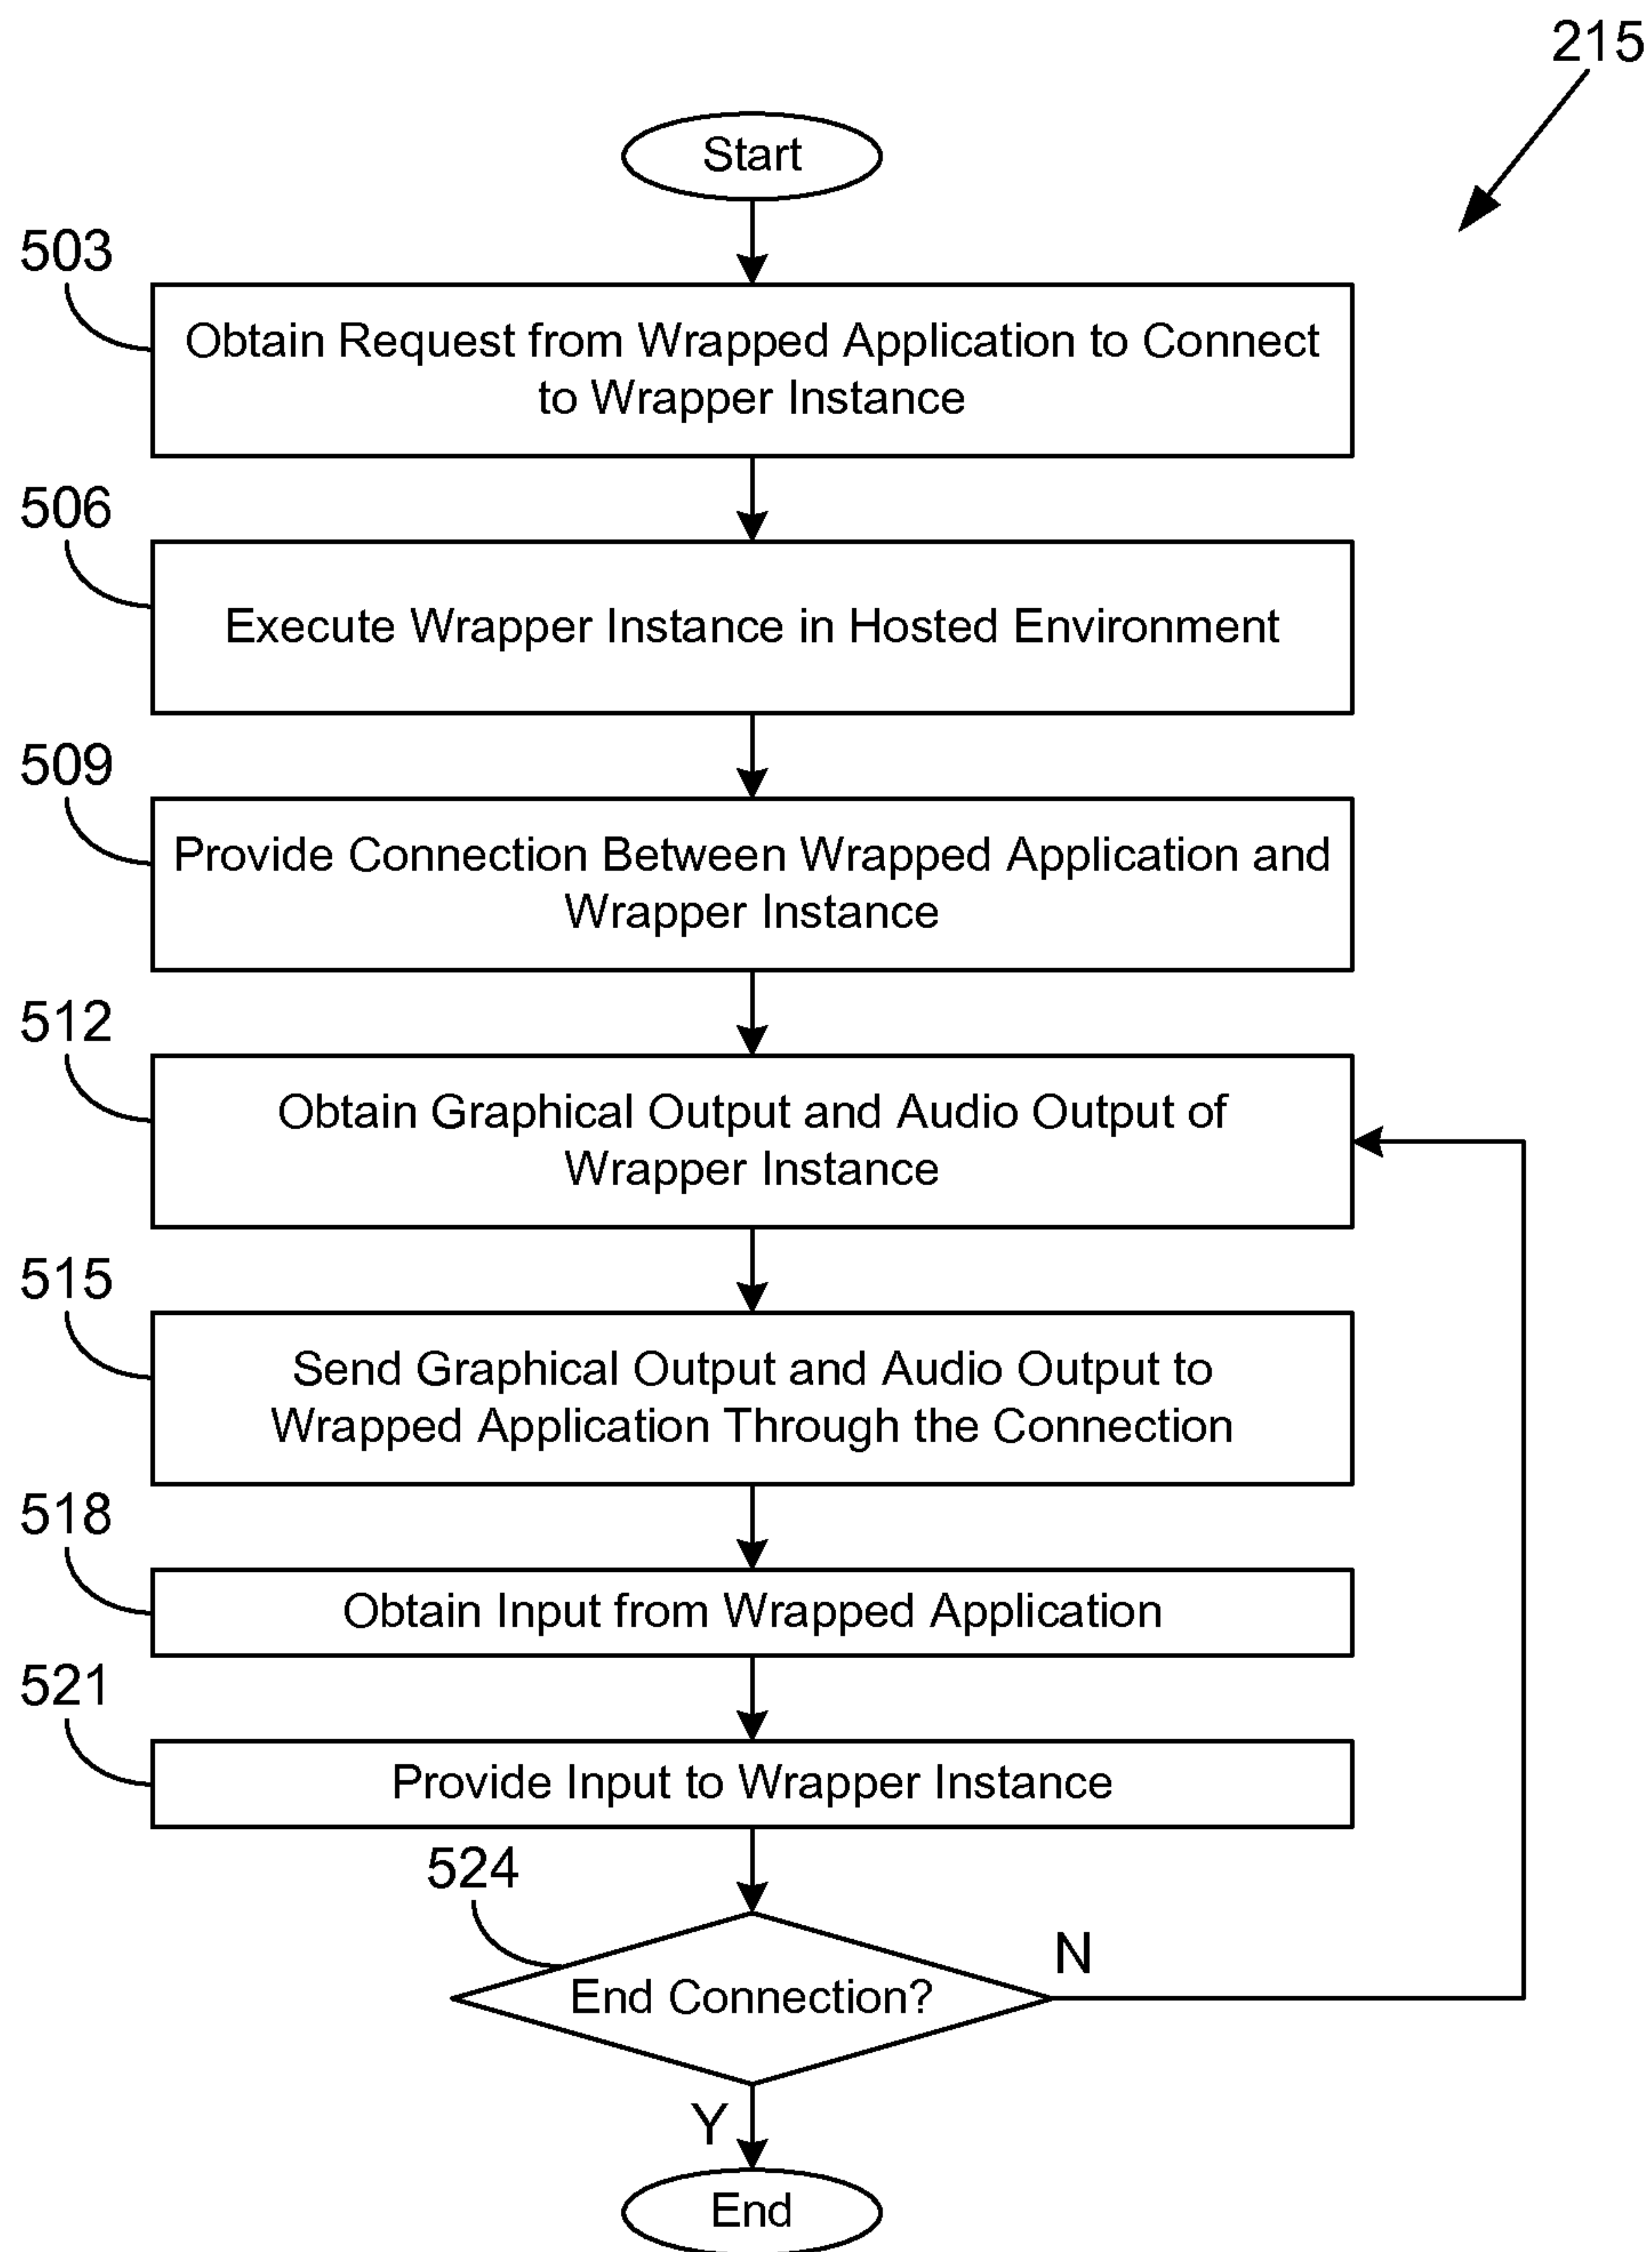 215
Start
503
Obtain Request from Wrapped Application to Connect
to Wrapper Instance
506
Execute Wrapper Instance in Hosted Environment
509
Provide Connection Between Wrapped Application and
Wrapper Instance
512
Obtain Graphical Output and Audio Output of
Wrapper Instance
515
Send Graphical Output and Audio Output to
Wrapped Application Through the Connection
518
Obtain Input from Wrapped Application
521
Provide Input to Wrapper Instance
524
End Connection?
N
Y
End